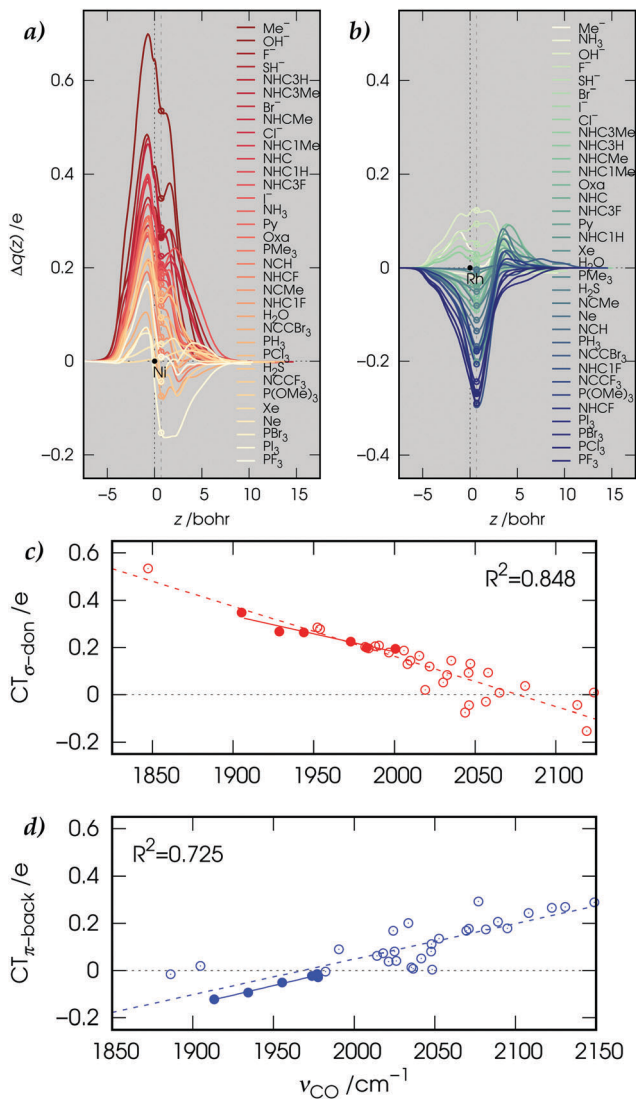 a)
0.6
0.4
0.2
0
−0.2
Δq(z) /e
Ni
−5 0 5 10 15
z /bohr
Me⁻
OH⁻
F⁻
SH⁻
NHC3H
NHC3Me
Br⁻
NHCMe
Cl⁻
NHC1Me
NHC
NHC1H
NHC3F
I⁻
NH₃
Py
Oxa
PMe₃
NCH
NHCF
NCMe
NHC1F
H₂O
NCCBr₃
PH₃
PCl₃
H₂S
NCCF₃
P(OMe)₃
Xe
Ne
PBr₃
PI₃
PF₃
b)
0.4
0.2
0
−0.2
−0.4
Rh
−5 0 5 10 15
z /bohr
Me⁻
NH₃
OH⁻
F⁻
SH⁻
Br⁻
I⁻
Cl⁻
NHC3Me
NHC3H
NHCMe
NHC1Me
Oxa
NHC
NHC3F
Py
NHC1H
Xe
H₂O
PMe₃
H₂S
NCMe
Ne
NCH
PH₃
NCCBr₃
NHC1F
NCCF₃
P(OMe)₃
NHCF
PI₃
PBr₃
PCl₃
PF₃
c)
CT σ−don /e
0.6
0.4
0.2
0
−0.2
R²=0.848
1850 1900 1950 2000 2050 2100
d)
CT π−back /e
0.6
0.4
0.2
0
−0.2
R²=0.725
1850 1900 1950 2000 2050 2100 2150
νCO /cm⁻¹